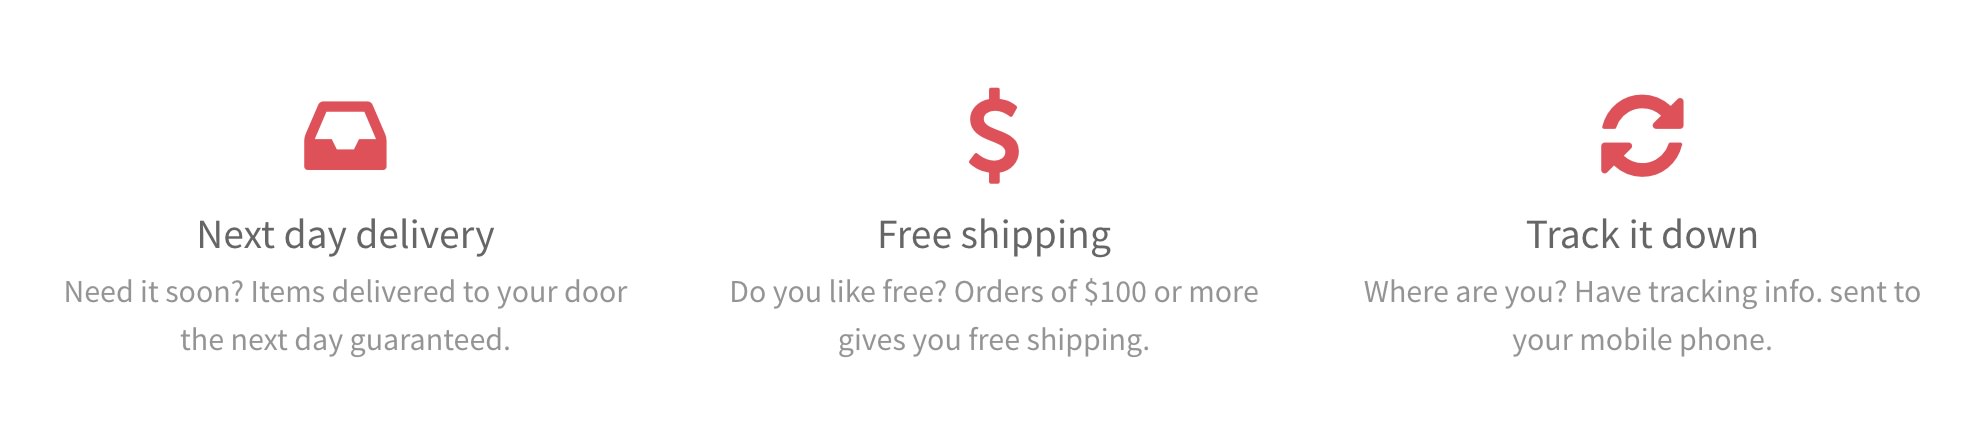 Next day delivery
Need it soon? Items delivered to your door
the next day guaranteed.
Free shipping
Do you like free? Orders of $100 or more
gives you free shipping.
Track it down
Where are you? Have tracking info. sent to
your mobile phone.